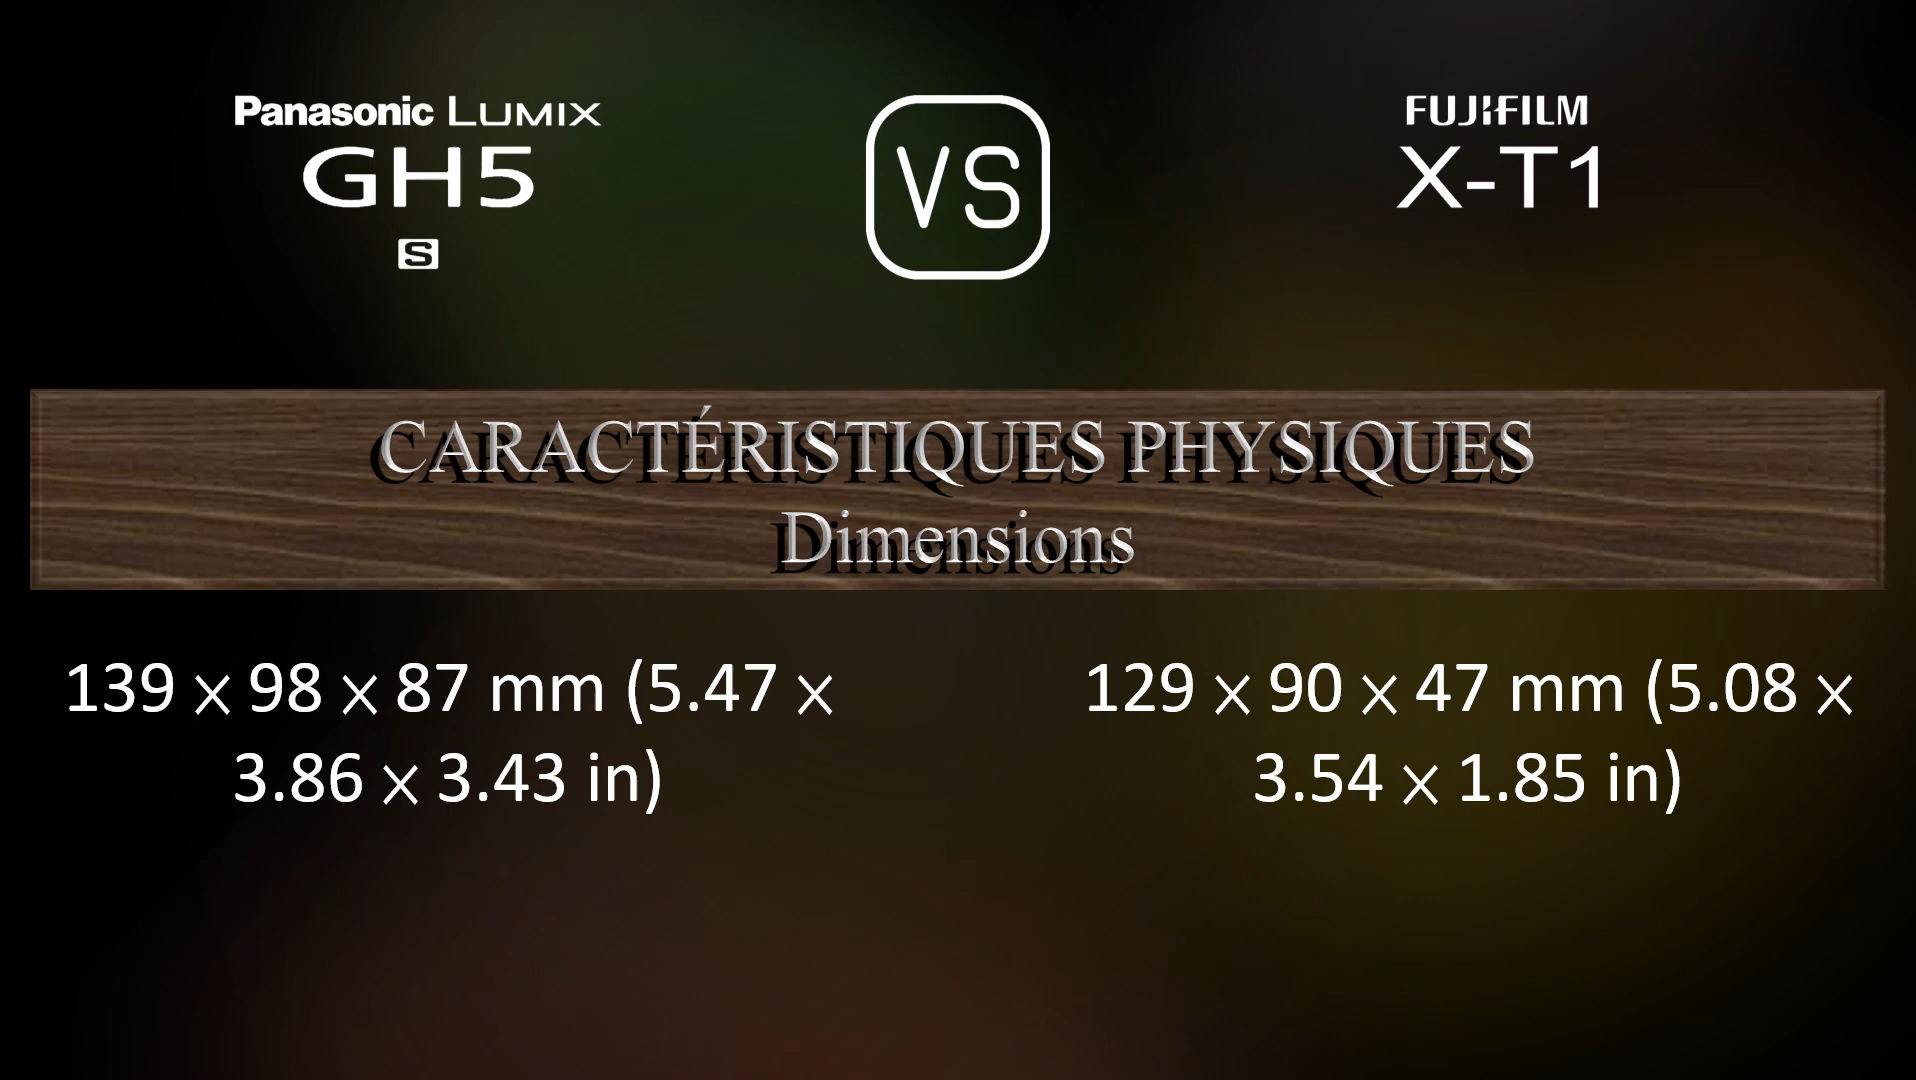 Panasonic LUMIX
GH5
S
VS
FUJIFILM
X-T1
CARACTÉRISTIQUES PHYSIQUES
Dimensions
139 x 98 x 87 mm (5.47 x
3.86 x 3.43 in)
129 x 90 x 47 mm (5.08 x
3.54 x 1.85 in)